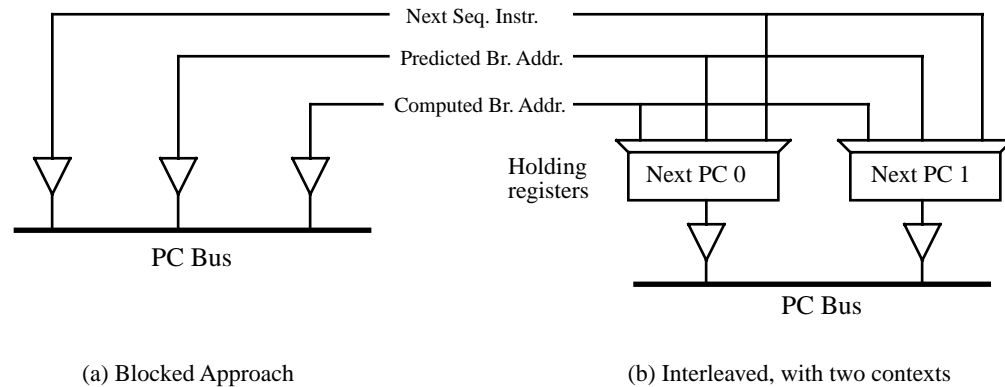 Next Seq. Instr.
Predicted Br. Addr.
Computed Br. Addr.
Holding
registers
Next PC 0
Next PC 1
PC Bus
PC Bus
(a) Blocked Approach
(b) Interleaved, with two contexts